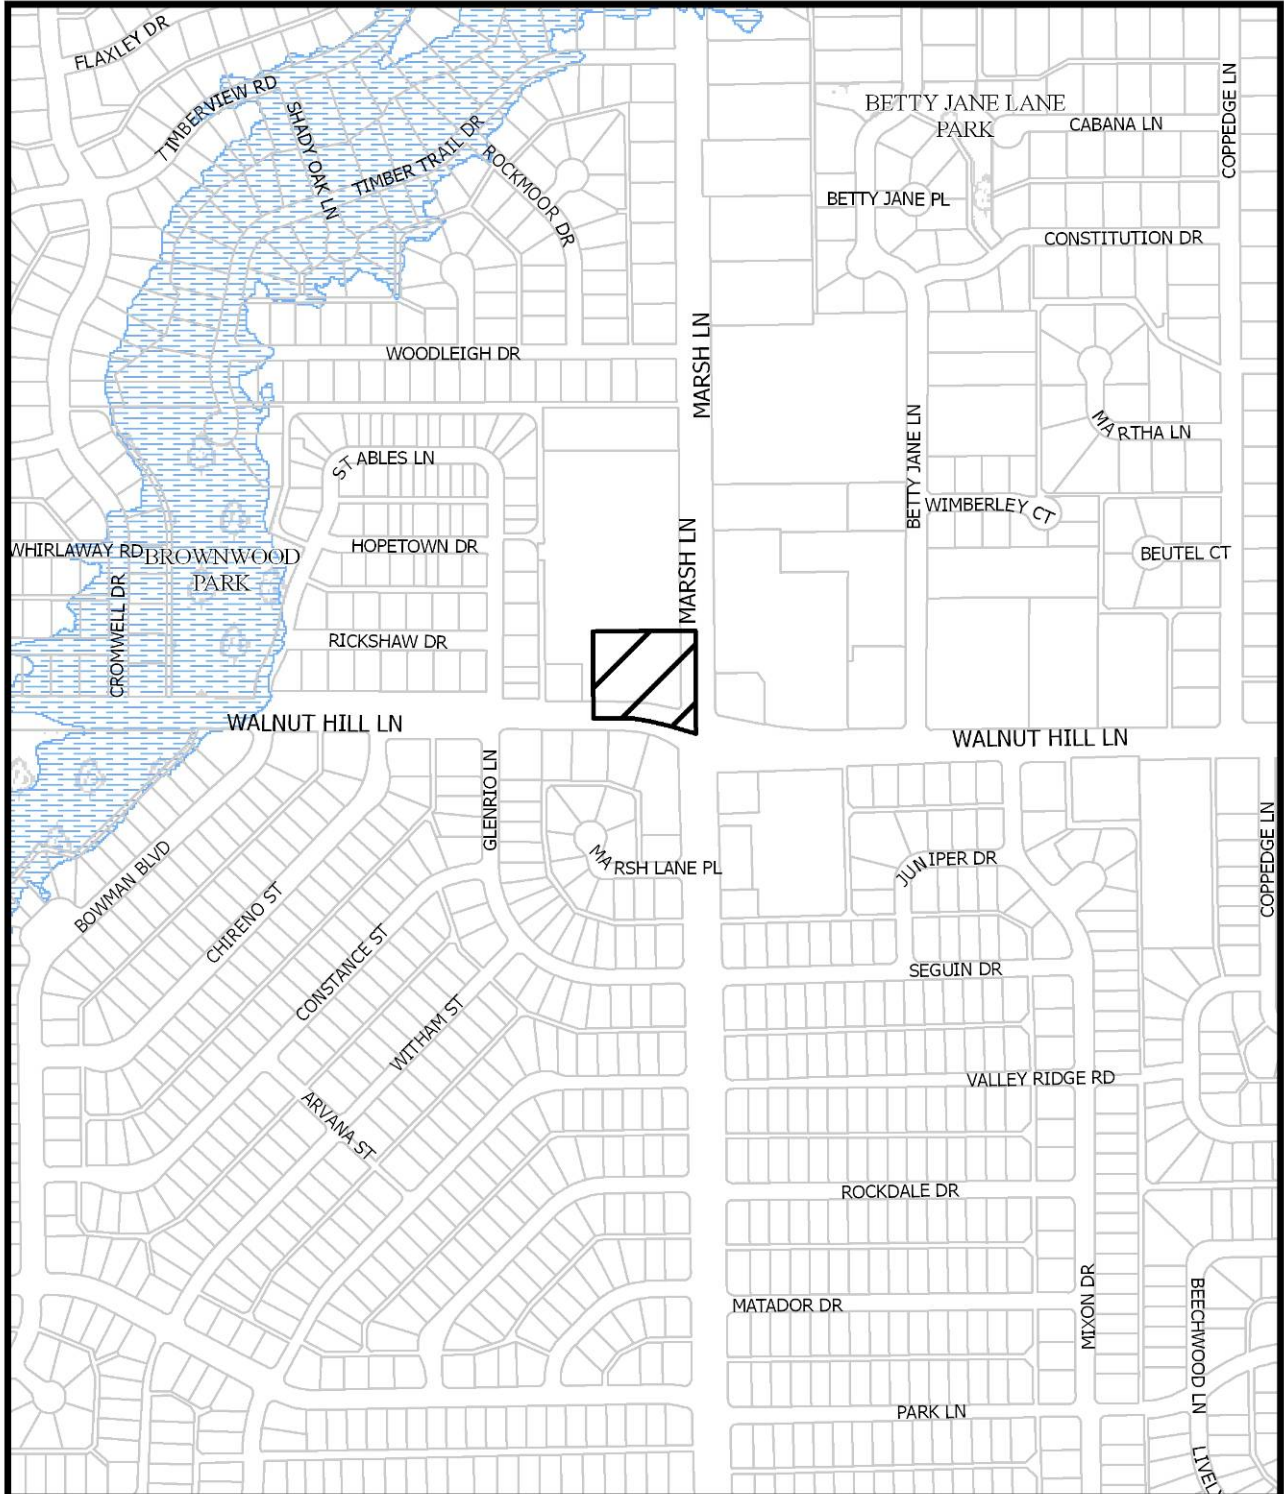 FLAXLEY DR
TIMBERVIEW RD
SHADY OAK LN
TIMBER TRAIL DR
ROCKMOOR DR
BETTY JANE LANE
PARK
CABANA LN
COPPEDGE LN
BETTY JANE PL
CONSTITUTION DR
WOODLEIGH DR
MARSH LN
MARTHA LN
STABLES LN
BETTY JANE LN
WIMBERLEY CT
WHIRLAWAY RD
BROWNWOOD
PARK
HOPETOWN DR
MARSH LN
BEUTEL CT
CROMWELL DR
RICKSHAW DR
WALNUT HILL LN
WALNUT HILL LN
GLENRIO LN
COPPEDGE LN
MARSH LANE PL
JUNIPER DR
BOWMAN BLVD
CHIRENO ST
CONSTANCE ST
SEGUIN DR
WITHAM ST
VALLEY RIDGE RD
ARVANA ST
ROCKDALE DR
MATADOR DR
MIXON DR
BEECHWOOD LN
PARK LN
LIVELY